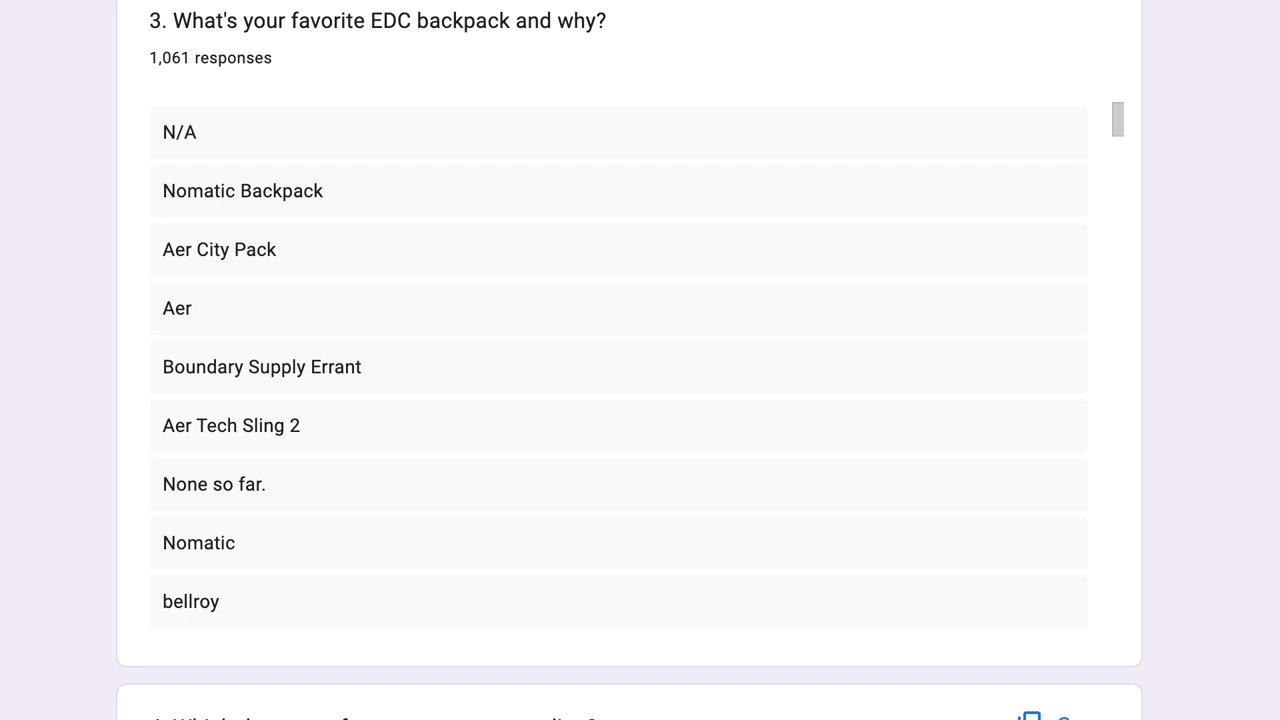 3. What's your favorite EDC backpack and why?
1,061 responses
N/A
Nomatic Backpack
Aer City Pack
Aer
Boundary Supply Errant
Aer Tech Sling 2
None so far.
Nomatic
bellroy